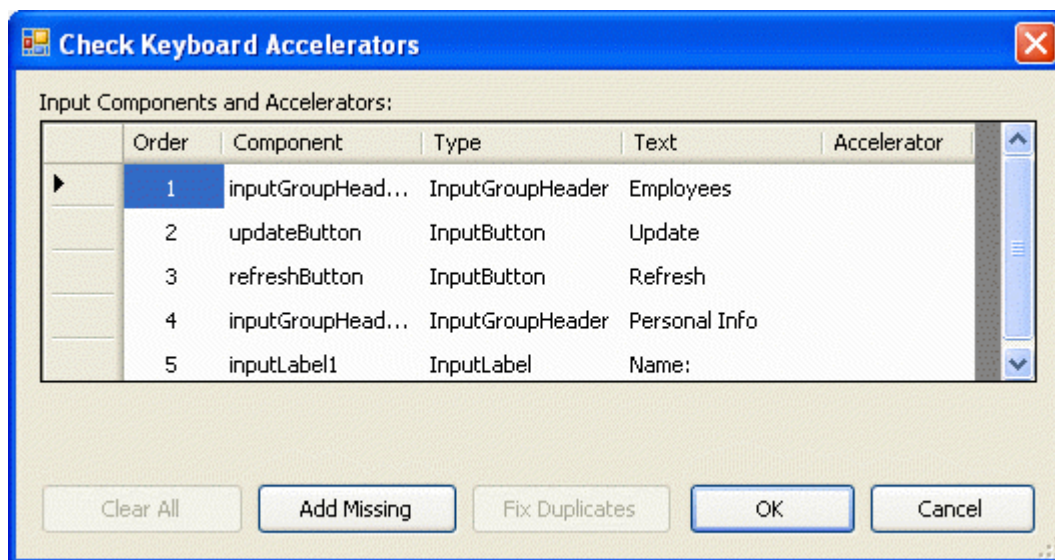 Check Keyboard Accelerators
Input Components and Accelerators:
Order Component Type Text Accelerator
1 inputGroupHead... InputGroupHeader Employees
2 updateButton InputButton Update
3 refreshButton InputButton Refresh
4 inputGroupHead... InputGroupHeader Personal Info
5 inputLabel1 InputLabel Name:
Clear All Add Missing Fix Duplicates OK Cancel